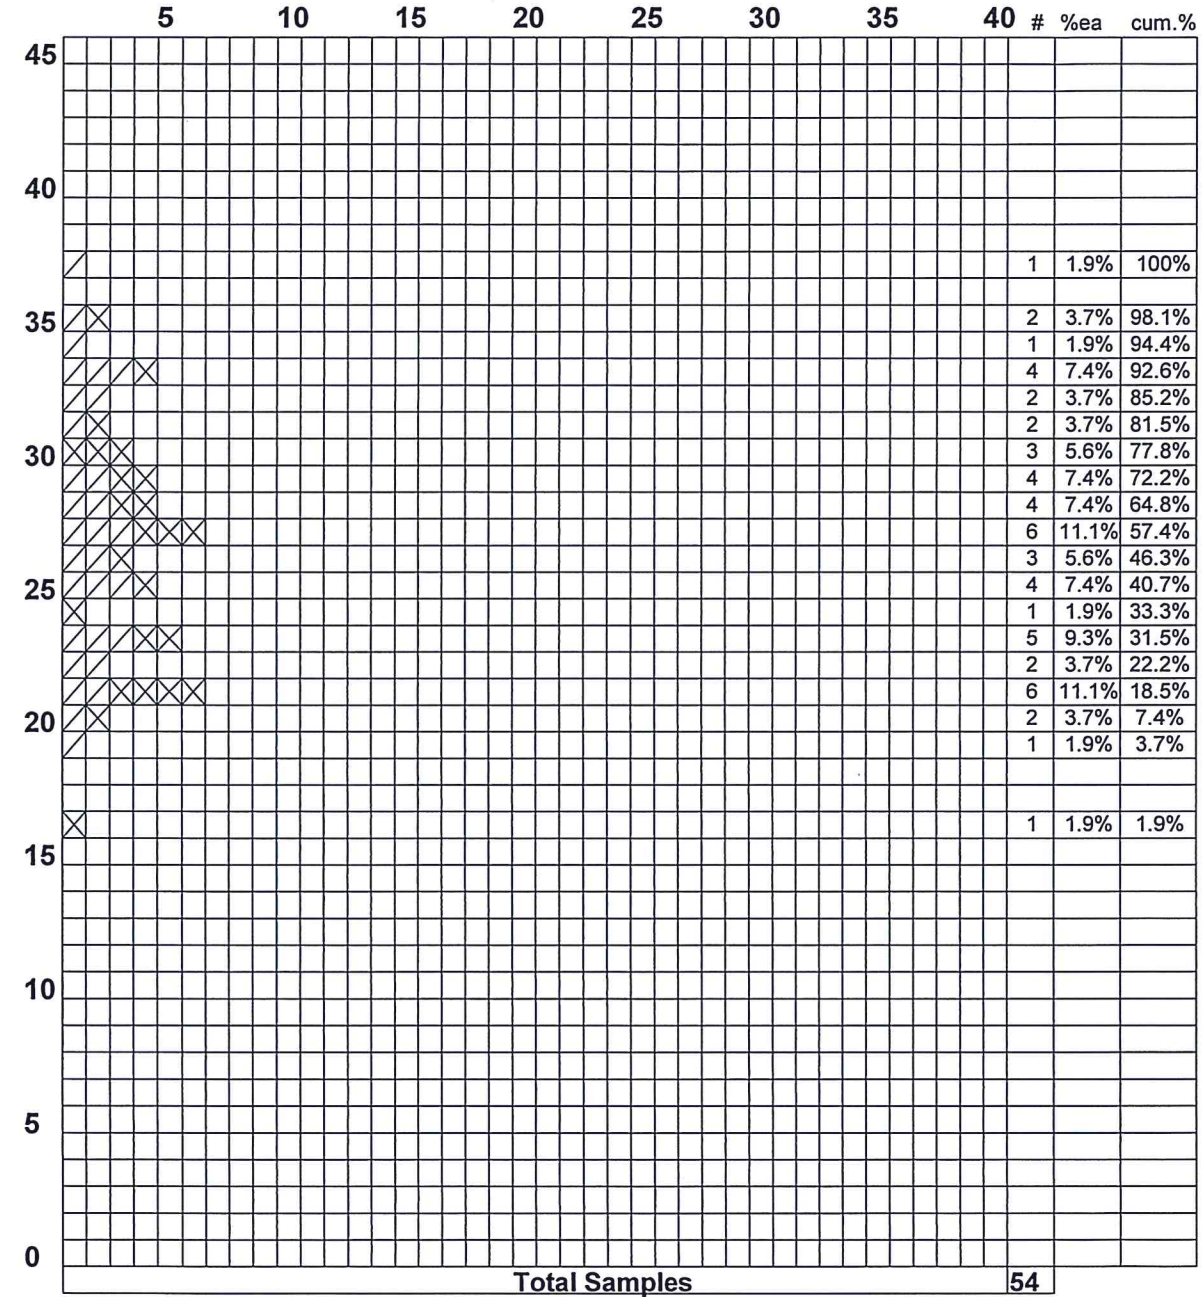 5 10 15 20 25 30 35 40 # %ea cum.%
45
40
1 1.9% 100%
35 2 3.7% 98.1%
1 1.9% 94.4%
4 7.4% 92.6%
2 3.7% 85.2%
2 3.7% 81.5%
30 3 5.6% 77.8%
4 7.4% 72.2%
4 7.4% 64.8%
6 11.1% 57.4%
3 5.6% 46.3%
25 4 7.4% 40.7%
1 1.9% 33.3%
5 9.3% 31.5%
2 3.7% 22.2%
6 11.1% 18.5%
20 2 3.7% 7.4%
1 1.9% 3.7%
1 1.9% 1.9%
15
10
5
0
Total Samples 54